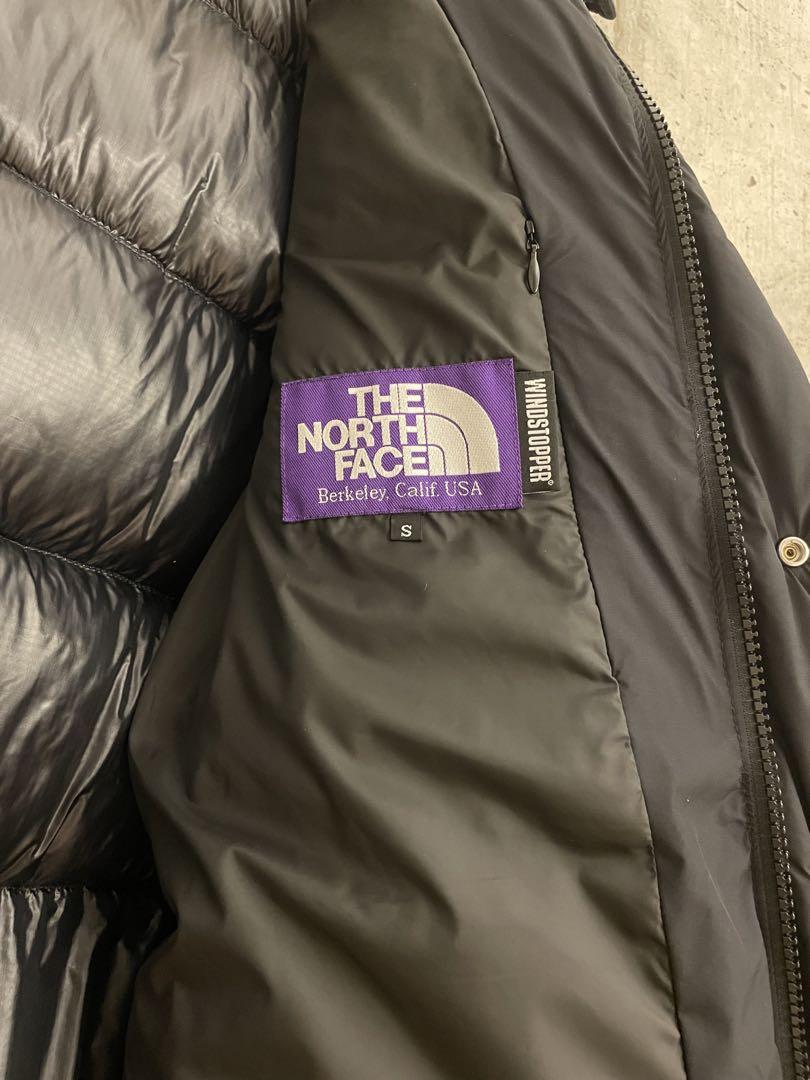 THE
NORTH
FACE
Berkeley, Calif. USA
WINDSTOPPER®
S